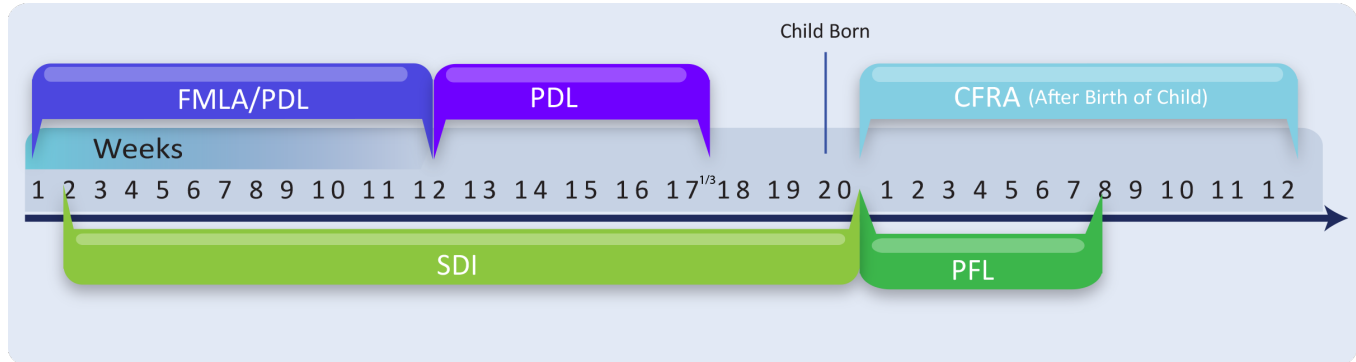 Child Born
FMLA/PDL PDL CFRA (After Birth of Child)
Weeks
1 2 3 4 5 6 7 8 9 10 11 12 13 14 15 16 17 1/3 18 19 20 1 2 3 4 5 6 7 8 9 10 11 12
SDI
PFL